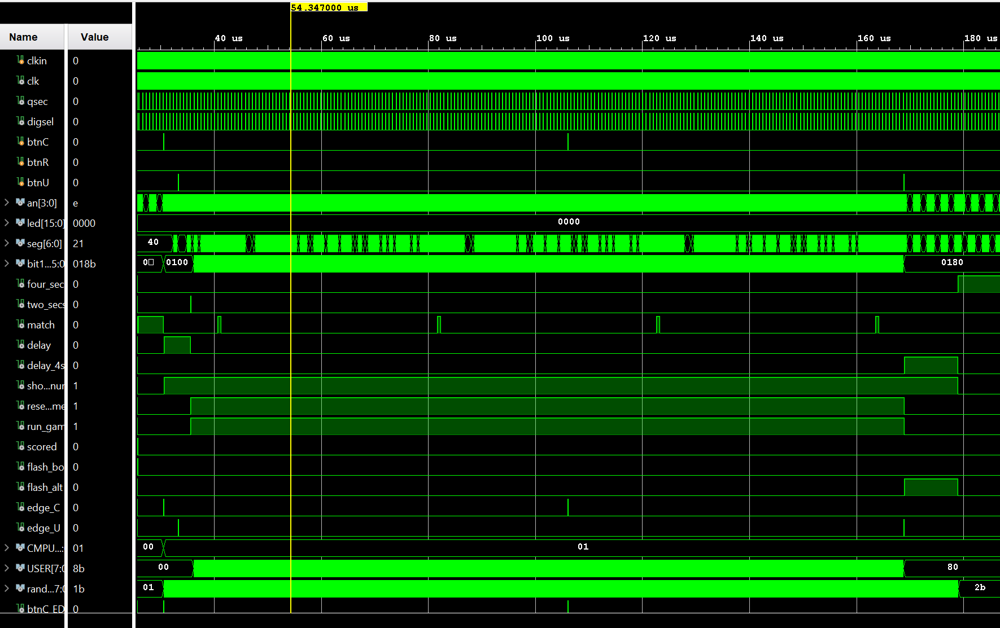 54.347000 us
Name Value 40 us 60 us 80 us 100 us 120 us 140 us 160 us 180 us
clkin 0
clk 0
qsec 0
digsel 0
btnC 0
btnR 0
btnU 0
an[3:0] e
led[15:0] 0000 0000
seg[6:0] 21 40
bit1...5:0 018b 0 0100 0180
four_sec 0
two_secs 0
match 0
delay 0
delay_4s 0
sho...nur 1
rese...me 1
run_gam 1
scored 0
flash_bo 0
flash_alt 0
edge_C 0
edge_U 0
CMPU...: 01 00 01
USER[7:0 8b 00 80
rand...7:0 1b 01 2b
btnC_ED 0